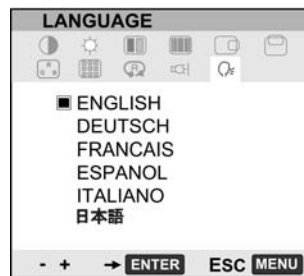 LANGUAGE
ENGLISH
DEUTSCH
FRANCAIS
ESPANOL
ITALIANO
日本語
- + → ENTER ESC MENU